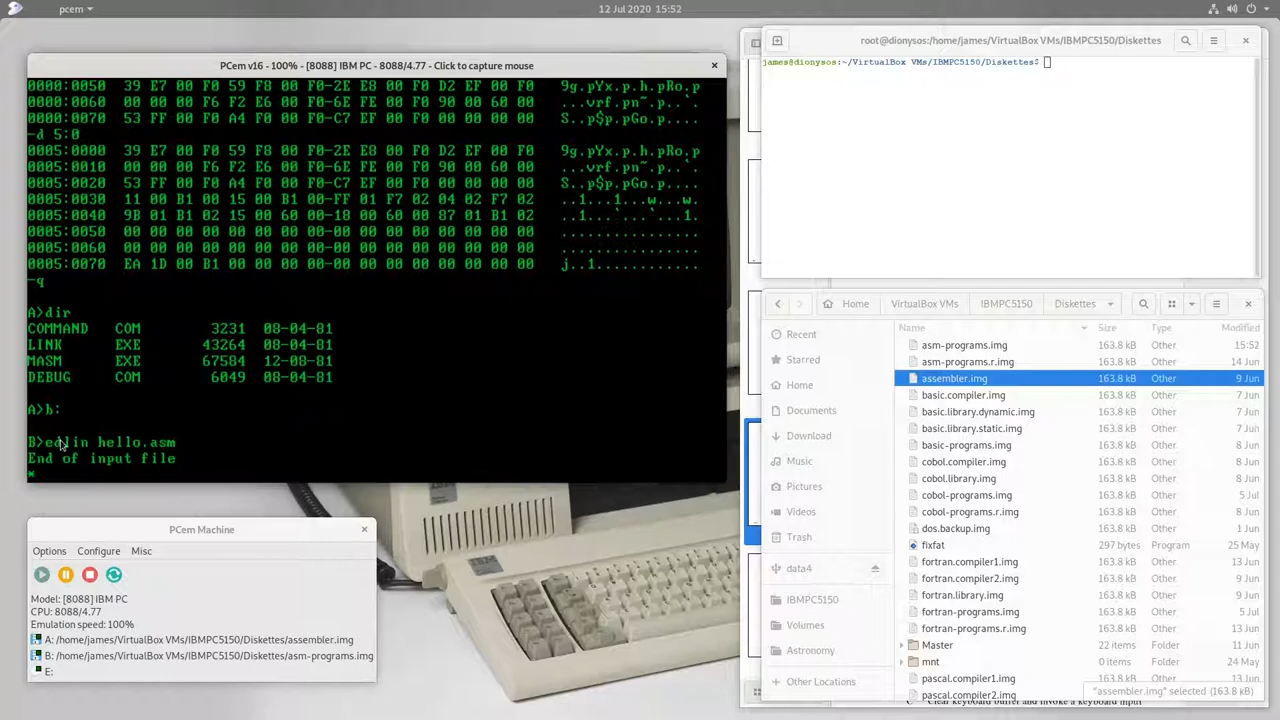 pcem
12 Jul 2020 15:52
PCem v16 - 100% - [8088] IBM PC - 8088/4.77 - Click to capture mouse
0000:0050 39 E7 00 F0 59 F8 00 F0-2E E8 00 F0 D2 EF 00 F0 9g.pYx.p.h.pRo.p
0000:0060 00 00 00 F6 F2 E6 00 F0-6E FE 00 F0 90 00 60 00 ...vrf.pn~.p..`.
0000:0070 53 FF 00 F0 A4 F0 00 F0-C7 EF 00 F0 00 00 00 00 S..p$p.pGo.p....
-d 5:0
0005:0000 39 E7 00 F0 59 F8 00 F0-2E E8 00 F0 D2 EF 00 F0 9g.pYx.p.h.pRo.p
0005:0010 00 00 00 F6 F2 E6 00 F0-6E FE 00 F0 90 00 60 00 ...vrf.pn~.p..`.
0005:0020 53 FF 00 F0 A4 F0 00 F0-C7 EF 00 F0 00 00 00 00 S..p$p.pGo.p....
0005:0030 11 00 B1 00 15 00 B1 00-FF 01 F7 02 04 02 F7 02 ..1...1...w...w.
0005:0040 9B 01 B1 02 15 00 60 00-18 00 60 00 87 01 B1 02 ..1...`...`...1.
0005:0050 00 00 00 00 00 00 00 00-00 00 00 00 00 00 00 00 ................
0005:0060 00 00 00 00 00 00 00 00-00 00 00 00 00 00 00 00 ................
0005:0070 EA 1D 00 B1 00 00 00 00-00 00 00 00 00 00 00 00 j..1............
-q
A>dir
COMMAND COM 3231 08-04-81
LINK EXE 43264 08-04-81
MASM EXE 67584 12-08-81
DEBUG COM 6049 08-04-81
A>b:
B>edlin hello.asm
End of input file
*
PCem Machine
Options Configure Misc
Model: [8088] IBM PC
CPU: 8088/4.77
Emulation speed: 100%
A: /home/james/VirtualBox VMs/IBMPC5150/Diskettes/assembler.img
B: /home/james/VirtualBox VMs/IBMPC5150/Diskettes/asm-programs.img
E:
root@dionysos:/home/james/VirtualBox VMs/IBMPC5150/Diskettes
james@dionysos:~/VirtualBox VMs/IBMPC5150/Diskettes$
Home VirtualBox VMs IBMPC5150 Diskettes
Recent
Starred
Home
Documents
Download
Music
Pictures
Videos
Trash
data4
IBMPC5150
Volumes
Astronomy
Other Locations
Name Size Type Modified
asm-programs.img 163.8 kB Other 15:52
asm-programs.r.img 163.8 kB Other 14 Jun
assembler.img 163.8 kB Other 9 Jun
basic.compiler.img 163.8 kB Other 7 Jun
basic.library.dynamic.img 163.8 kB Other 7 Jun
basic.library.static.img 163.8 kB Other 7 Jun
basic-programs.img 163.8 kB Other 8 Jun
cobol.compiler.img 163.8 kB Other 8 Jun
cobol.library.img 163.8 kB Other 8 Jun
cobol-programs.img 163.8 kB Other 5 Jul
cobol-programs.r.img 163.8 kB Other 13 Jun
dos.backup.img 163.8 kB Other 1 Jun
fixfat 297 bytes Program 25 May
fortran.compiler1.img 163.8 kB Other 13 Jun
fortran.compiler2.img 163.8 kB Other 9 Jun
fortran.library.img 163.8 kB Other 9 Jun
fortran-programs.img 163.8 kB Other 5 Jul
fortran-programs.r.img 163.8 kB Other 13 Jun
Master 22 items Folder 11 Jun
mnt 0 items Folder 24 May
pascal.compiler1.img 163.8 kB Other 13 Jun
pascal.compiler2.img
"assembler.img" selected (163.8 kB)
Clear keyboard buffer and invoke a keyboard input